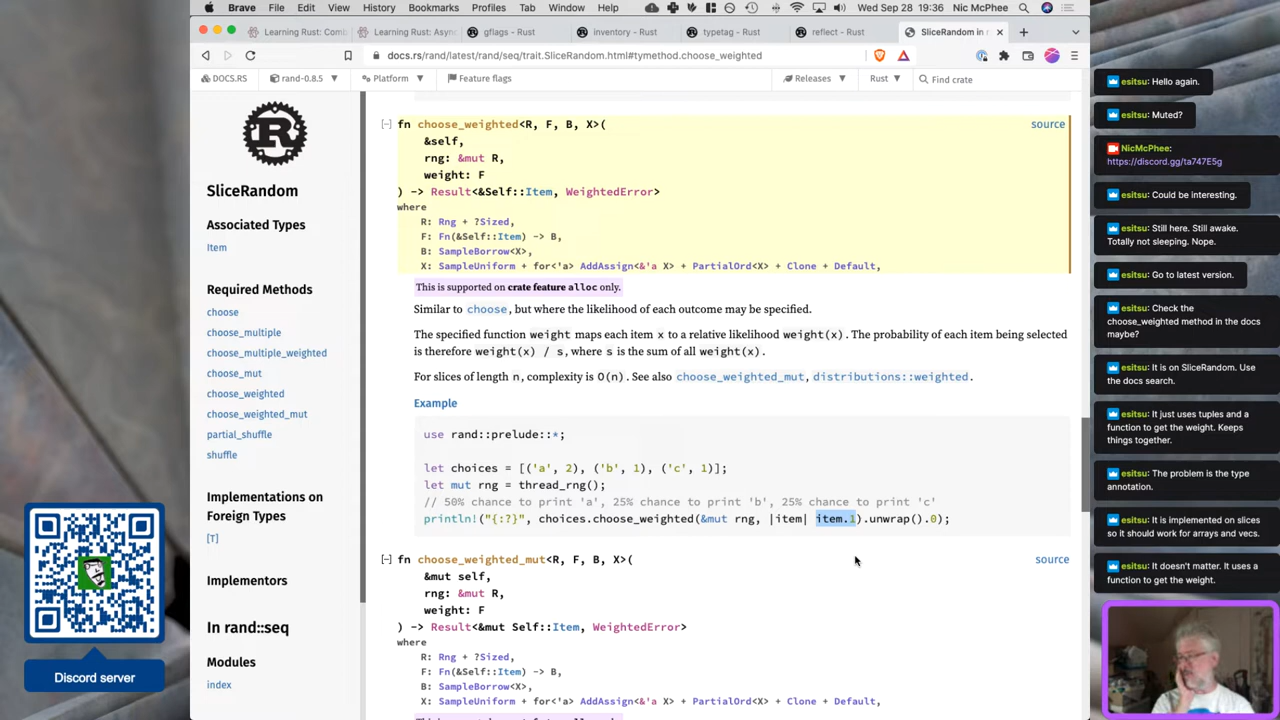 Brave File Edit View History Bookmarks Profiles Tab Window Help Wed Sep 28 19:36 Nic McPhee
Learning Rust: Comb Learning Rust: Asyn gflags - Rust inventory - Rust typetag - Rust reflect - Rust SliceRandom in r
docs.rs/rand/latest/rand/seq/trait.SliceRandom.html#tymethod.choose_weighted
DOCS.RS rand-0.8.5 Platform Feature flags Releases Rust Find crate
R
SliceRandom
Associated Types
Item
Required Methods
choose
choose_multiple
choose_multiple_weighted
choose_mut
choose_weighted
choose_weighted_mut
partial_shuffle
shuffle
Implementations on
Foreign Types
[T]
Implementors
In rand::seq
Modules
index
[-] fn choose_weighted<R, F, B, X>( source
&self,
rng: &mut R,
weight: F
) -> Result<&Self::Item, WeightedError>
where
R: Rng + ?Sized,
F: Fn(&Self::Item) -> B,
B: SampleBorrow<X>,
X: SampleUniform + for<'a> AddAssign<&'a X> + PartialOrd<X> + Clone + Default,
This is supported on crate feature alloc only.
Similar to choose, but where the likelihood of each outcome may be specified.
The specified function weight maps each item x to a relative likelihood weight(x). The probability of each item being selected
is therefore weight(x) / s, where s is the sum of all weight(x).
For slices of length n, complexity is O(n). See also choose_weighted_mut, distributions::weighted.
Example
use rand::prelude::*;
let choices = [('a', 2), ('b', 1), ('c', 1)];
let mut rng = thread_rng();
// 50% chance to print 'a', 25% chance to print 'b', 25% chance to print 'c'
println!("{:?}", choices.choose_weighted(&mut rng, |item| item.1).unwrap().0);
[-] fn choose_weighted_mut<R, F, B, X>( source
&mut self,
rng: &mut R,
weight: F
) -> Result<&mut Self::Item, WeightedError>
where
R: Rng + ?Sized,
F: Fn(&Self::Item) -> B,
B: SampleBorrow<X>,
X: SampleUniform + for<'a> AddAssign<&'a X> + PartialOrd<X> + Clone + Default,
esitsu: Hello again.
esitsu: Muted?
NicMcPhee:
https://discord.gg/ta747E5g
esitsu: Could be interesting.
esitsu: Still here. Still awake.
Totally not sleeping. Nope.
esitsu: Go to latest version.
esitsu: Check the
choose_weighted method in the docs
maybe?
esitsu: It is on SliceRandom. Use
the docs search.
esitsu: It just uses tuples and a
function to get the weight. Keeps
things together.
esitsu: The problem is the type
annotation.
esitsu: It is implemented on slices
so it should work for arrays and vecs.
esitsu: It doesn't matter. It uses a
function to get the weight.
Discord server